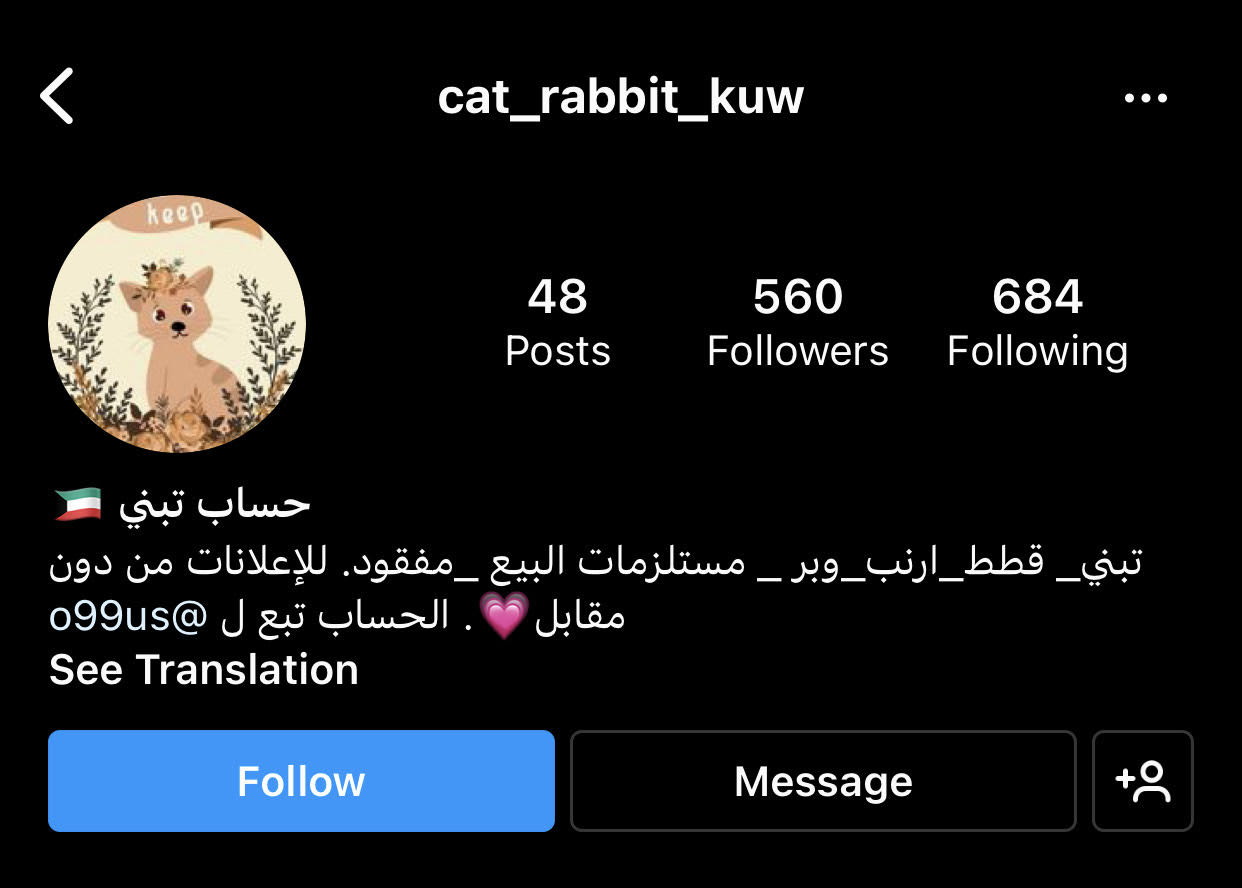 cat_rabbit_kuw
keep
48
Posts
560
Followers
684
Following
حساب تبني 🇰🇼
تبني_ قطط_ارنب_وبر _ مستلزمات البيع _مفقود. للإعلانات من دون
مقابل💗. الحساب تبع ل @o99us
See Translation
Follow
Message